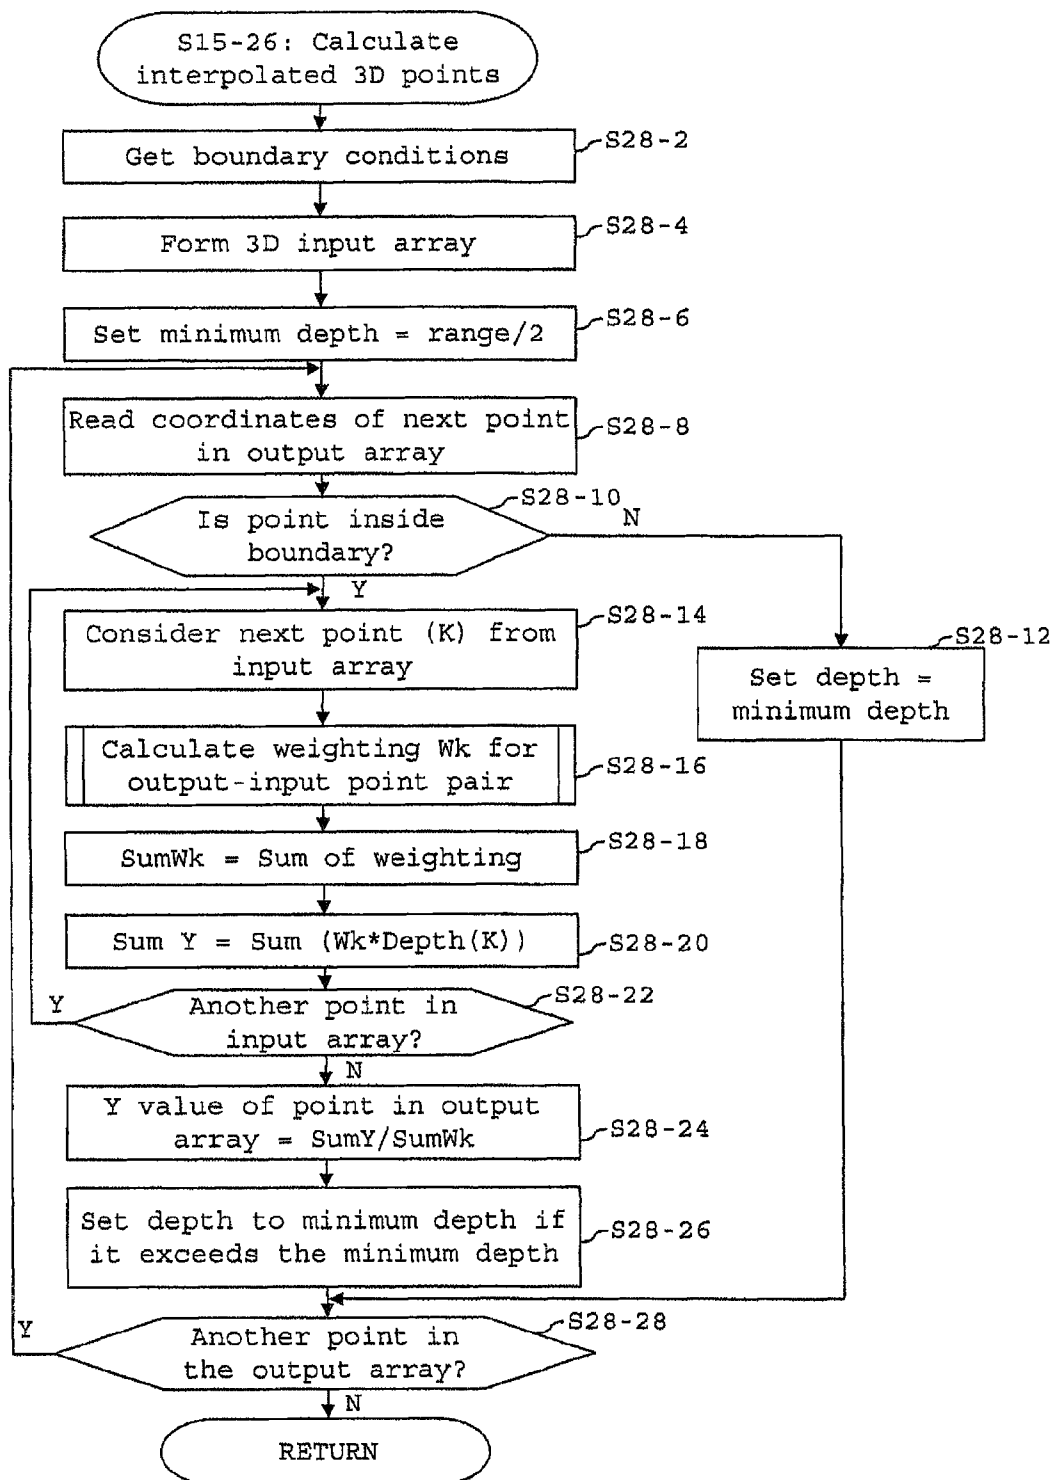 S15-26: Calculate
interpolated 3D points
Get boundary conditions
S28-2
Form 3D input array
S28-4
Set minimum depth = range/2
S28-6
Read coordinates of next point
in output array
S28-8
Is point inside
boundary?
S28-10
N
Y
Consider next point (K) from
input array
S28-14
Set depth =
minimum depth
S28-12
Calculate weighting Wk for
output-input point pair
S28-16
SumWk = Sum of weighting
S28-18
Sum Y = Sum (Wk*Depth(K))
S28-20
Another point in
input array?
S28-22
Y
N
Y value of point in output
array = SumY/SumWk
S28-24
Set depth to minimum depth if
it exceeds the minimum depth
S28-26
Another point in
the output array?
S28-28
Y
N
RETURN